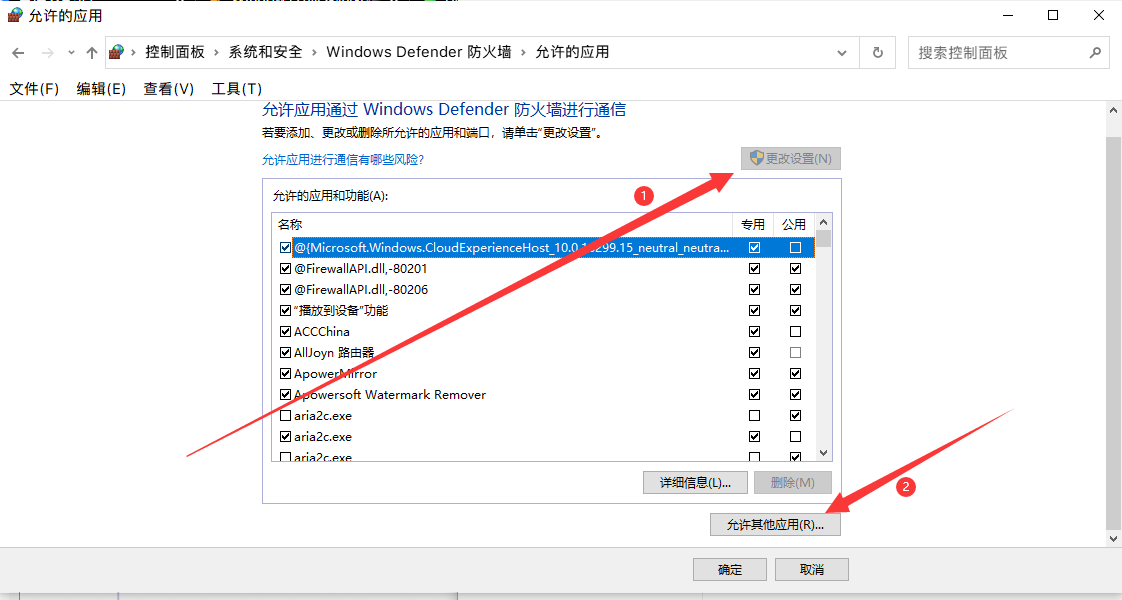 允许的应用
控制面板 › 系统和安全 › Windows Defender 防火墙 › 允许的应用
搜索控制面板
文件(F) 编辑(E) 查看(V) 工具(T)
允许应用通过 Windows Defender 防火墙进行通信
若要添加、更改或删除所允许的应用和端口，请单击"更改设置"。
允许应用进行通信有哪些风险?
更改设置(N)
1
允许的应用和功能(A):
名称 专用 公用
@{Microsoft.Windows.CloudExperienceHost_10.0.16299.15_neutral_neutra...
@FirewallAPI.dll,-80201
@FirewallAPI.dll,-80206
"播放到设备"功能
ACCChina
AllJoyn 路由器
ApowerMirror
Apowersoft Watermark Remover
aria2c.exe
aria2c.exe
aria2c.exe
详细信息(L)... 删除(M)
2
允许其他应用(R)...
确定 取消